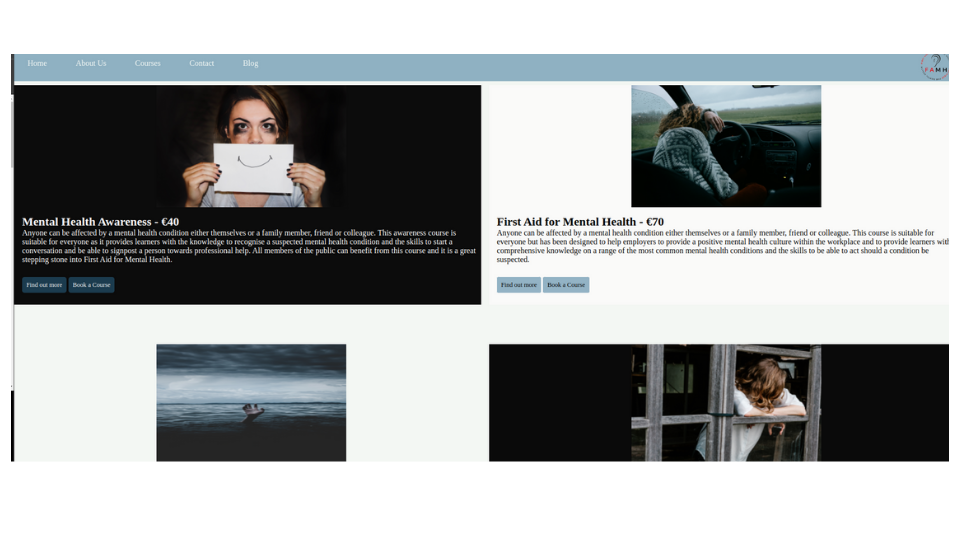 Home About Us Courses Contact Blog
FAMH
Mental Health Awareness - €40
Anyone can be affected by a mental health condition either themselves or a family member, friend or colleague. This awareness course is
suitable for everyone as it provides learners with the knowledge to recognise a suspected mental health condition and the skills to start a
conversation and be able to signpost a person towards professional help. All members of the public can benefit from this course and it is a great
stepping stone into First Aid for Mental Health.
Find out more Book a Course
First Aid for Mental Health - €70
Anyone can be affected by a mental health condition either themselves or a family member, friend or colleague. This course is suitable for
everyone but has been designed to help employers to provide a positive mental health culture within the workplace and to provide learners with
comprehensive knowledge on a range of the most common mental health conditions and the skills to be able to act should a condition be
suspected.
Find out more Book a Course